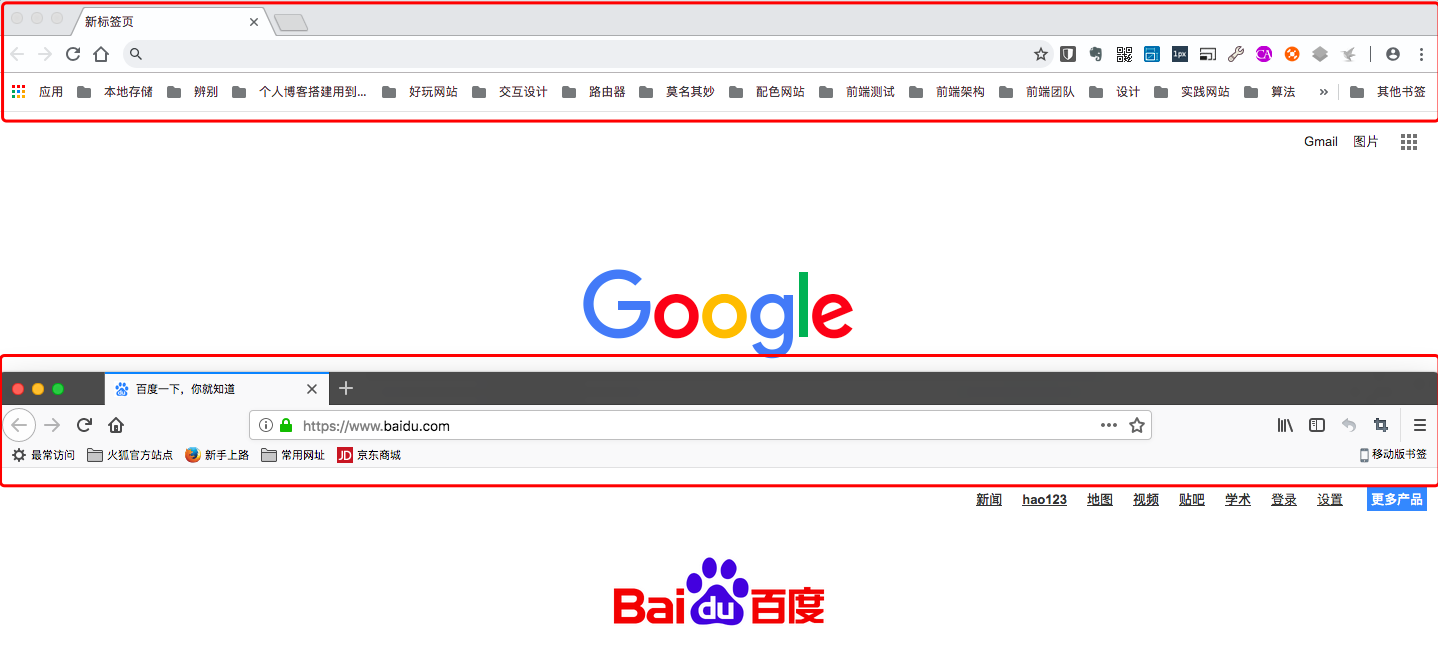 新标签页
应用 本地存储 辨别 个人博客搭建用到... 好玩网站 交互设计 路由器 莫名其妙 配色网站 前端测试 前端架构 前端团队 设计 实践网站 算法 » 其他书签
1px CA
Gmail 图片
Google
百度一下，你就知道
https://www.baidu.com
最常访问 火狐官方站点 新手上路 常用网址 JD 京东商城 移动版书签
新闻 hao123 地图 视频 贴吧 学术 登录 设置 更多产品
Bai du 百度